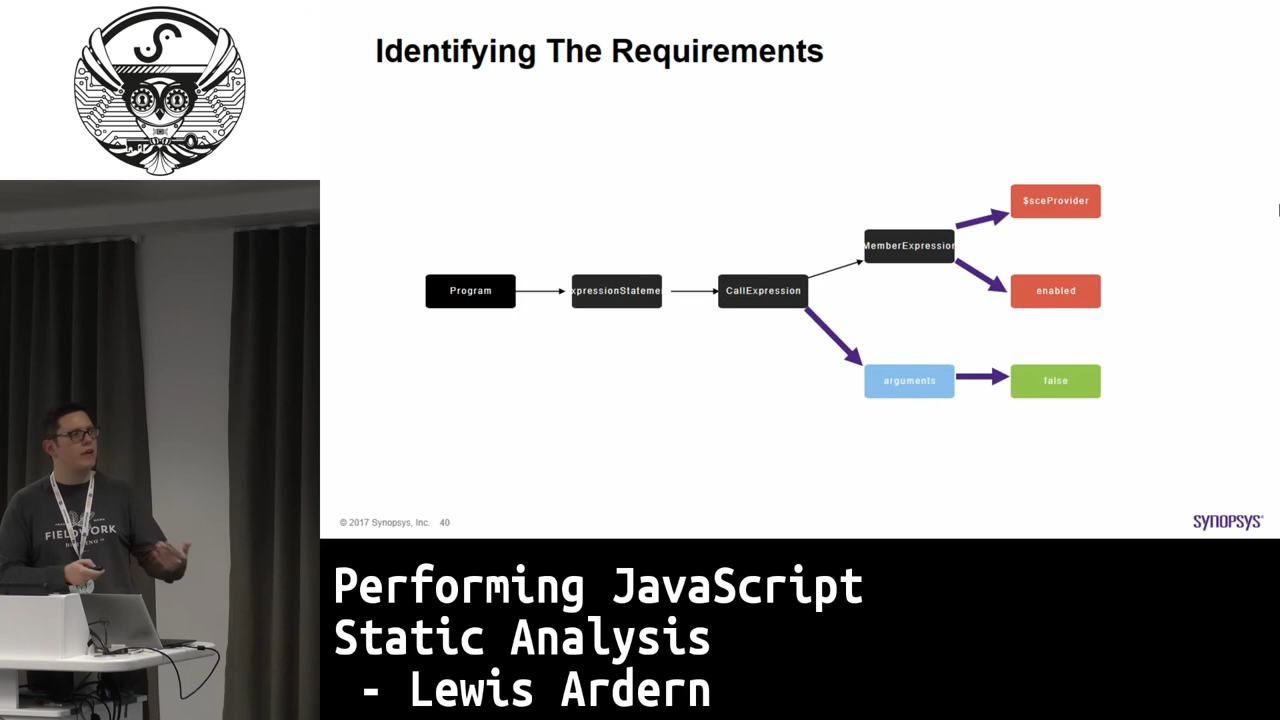 Identifying The Requirements
$sceProvider
MemberExpression
Program
xpressionStateme
CallExpression
enabled
arguments
false
© 2017 Synopsys, Inc. 40
SYNOPSYS
FIELDWORK
Performing JavaScript
Static Analysis
- Lewis Ardern